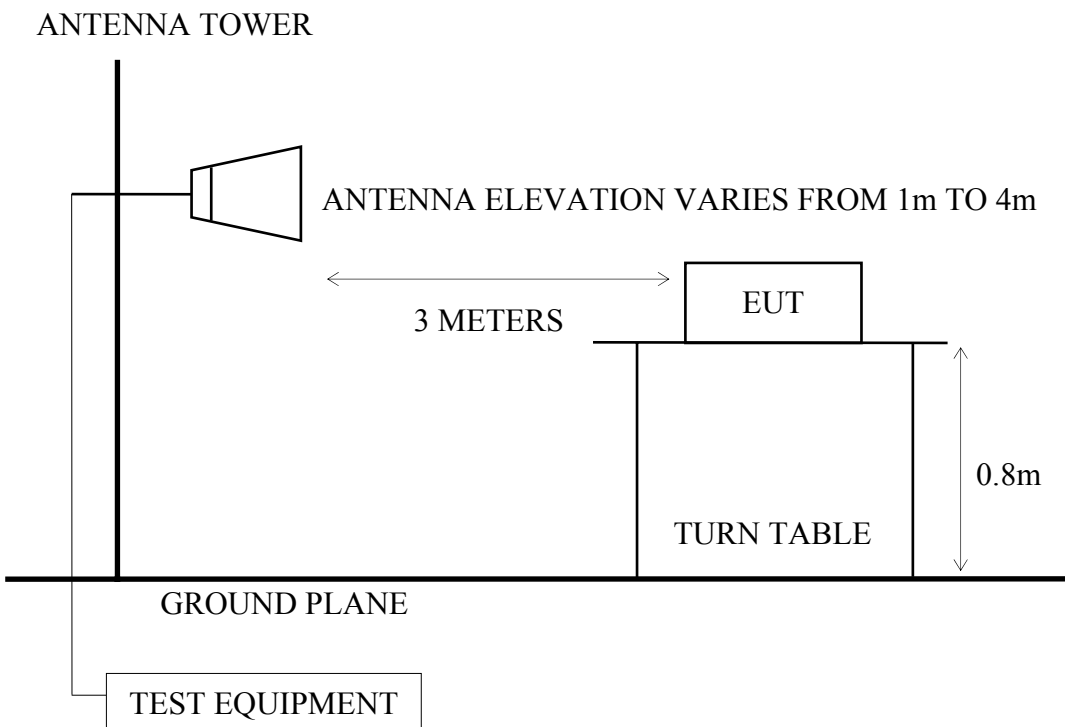 ANTENNA TOWER
ANTENNA ELEVATION VARIES FROM 1m TO 4m
EUT
3 METERS
0.8m
TURN TABLE
GROUND PLANE
TEST EQUIPMENT